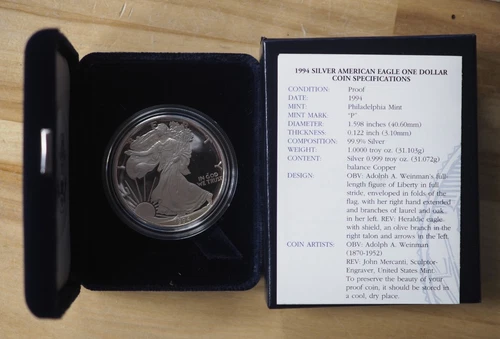 IN GOD
WE TRUST
1994 SILVER AMERICAN EAGLE ONE DOLLAR
COIN SPECIFICATIONS
CONDITION: Proof
DATE: 1994
MINT: Philadelphia Mint
MINT MARK "P"
DIAMETER: 1.598 inches (40.60mm)
THICKNESS: 0.122 inch (3.10mm)
COMPOSITION: 99.9% Silver
WEIGHT: 1.0000 troy oz. (31.103g)
CONTENT: Silver 0.999 troy oz. (31.072g)
balance Copper
DESIGN: OBV: Adolph A. Weinman's full-
length figure of Liberty in full
stride, enveloped in folds of the
flag, with her right hand extended
and branches of laurel and oak
in her left. REV: Heraldic eagle
with shield, an olive branch in the
right talon and arrows in the left.
COIN ARTISTS: OBV: Adolph A. Weinman
(1870-1952)
REV: John Mercanti, Sculptor-
Engraver, United States Mint.
To preserve the beauty of your
proof coin, it should be stored in
a cool, dry place.